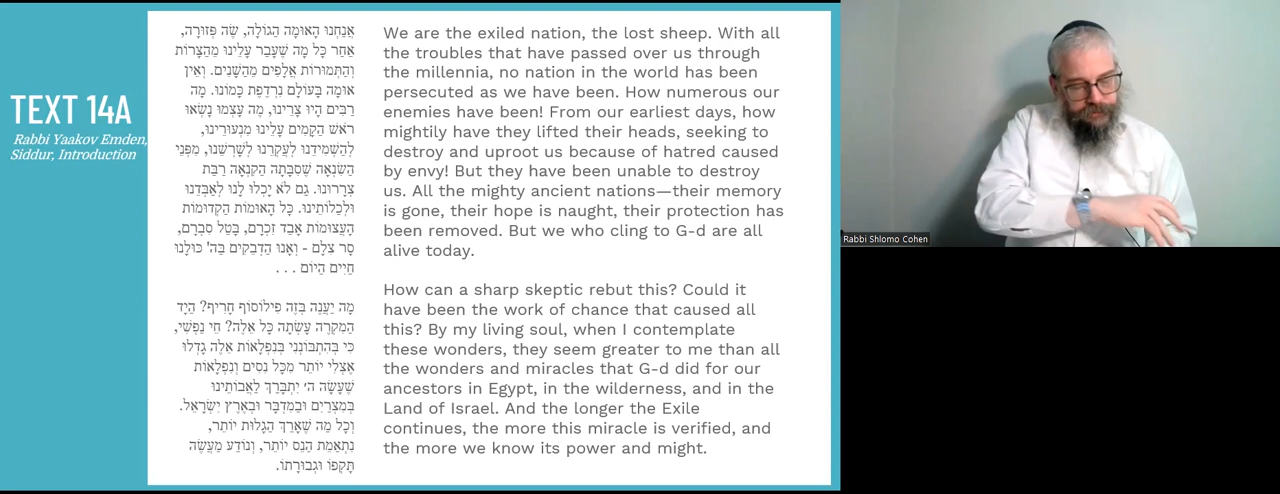 TEXT 14A
Rabbi Yaakov Emden,
Siddur, Introduction
אֲנַחְנוּ הָאוּמָה הַגוֹלָה, שֶׂה פְּזוּרָה,
אַחַר כָּל מַה שֶׁעָבַר עָלֵינוּ מֵהַצָרוֹת
וְהַתְּמוּרוֹת אֲלָפִים מֵהַשָׁנִים. וְאֵין
אוּמָה בָּעוֹלָם נִרְדֶפֶת כָּמוֹנוּ. מָה
רַבִּים הָיוּ צָרֵינוּ, מֶה עָצְמוּ נָשְׂאוּ
רֹאשׁ הַקָמִים עָלֵינוּ מִנְעוּרֵינוּ,
לְהַשְׁמִידֵנוּ לְעָקְרֵנוּ לְשָׁרְשֵׁנוּ, מִפְּנֵי
הַשִׂנְאָה שֶׁסִבָּתָהּ הַקִנְאָה רַבַּת
צְרָרוּנוּ. גַם לֹא יָכְלוּ לָנוּ לְאַבְּדֵנוּ
וּלְכַלוֹתֵינוּ. כָּל הָאוּמוֹת הַקְדוּמוֹת
הָעֲצוּמוֹת אָבַד זִכְרָם, בָּטֵל סִבְרָם,
סָר צִלָם - וְאָנוּ הַדְבֵקִים בַּה' כּוּלָנוּ
חַיִים הַיוֹם . . .
מַה יַעֲנֶה בָּזֶה פִילוֹסוֹף חָרִיף? הֲיַד
הַמִקְרֶה עָשְׂתָה כָּל אֵלֶה? חֵי נַפְשִׁי,
כִּי בְּהִתְבּוֹנְנִי בְּנִפְלָאוֹת אֵלֶה גָדְלוּ
אֶצְלִי יוֹתֵר מִכָּל נִסִים וְנִפְלָאוֹת
שֶׁעָשָׂה ה' יִתְבָּרֵךְ לַאֲבוֹתֵינוּ
בְּמִצְרַיִם וּבַמִדְבָּר וּבְאֶרֶץ יִשְׂרָאֵל.
וְכָל מַה שֶׁאָרַךְ הַגָלוּת יוֹתֵר,
נִתְאַמֵת הַנֵס יוֹתֵר, וְנוֹדַע מַעֲשֵׂה
תָּקְפּוֹ וּגְבוּרָתוֹ.
We are the exiled nation, the lost sheep. With all
the troubles that have passed over us through
the millennia, no nation in the world has been
persecuted as we have been. How numerous our
enemies have been! From our earliest days, how
mightily have they lifted their heads, seeking to
destroy and uproot us because of hatred caused
by envy! But they have been unable to destroy
us. All the mighty ancient nations—their memory
is gone, their hope is naught, their protection has
been removed. But we who cling to G-d are all
alive today.
How can a sharp skeptic rebut this? Could it
have been the work of chance that caused all
this? By my living soul, when I contemplate
these wonders, they seem greater to me than all
the wonders and miracles that G-d did for our
ancestors in Egypt, in the wilderness, and in the
Land of Israel. And the longer the Exile
continues, the more this miracle is verified, and
the more we know its power and might.
Rabbi Shlomo Cohen